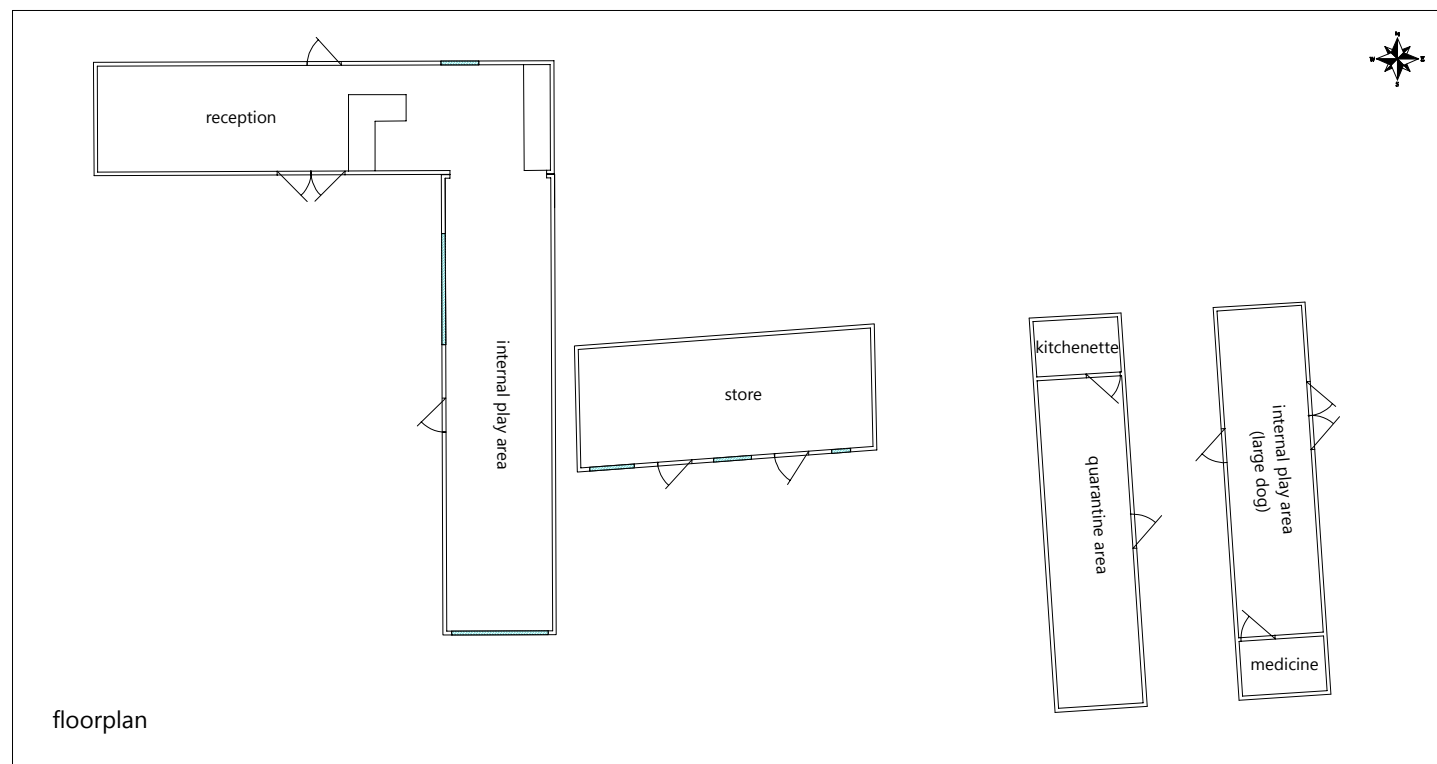 N
W
E
S
reception
kitchenette
internal play area
store
internal play area
(large dog)
quarantine area
medicine
floorplan